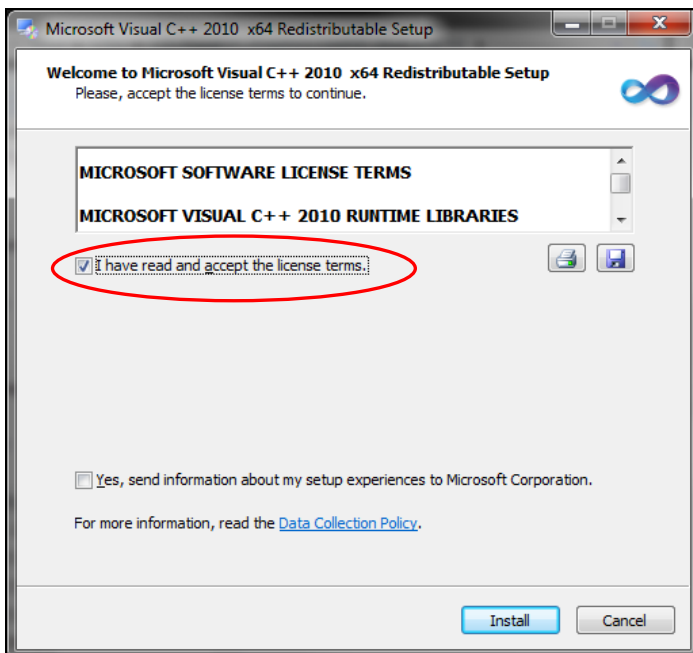 Microsoft Visual C++ 2010  x64 Redistributable Setup
Welcome to Microsoft Visual C++ 2010  x64 Redistributable Setup
Please, accept the license terms to continue.
MICROSOFT SOFTWARE LICENSE TERMS
MICROSOFT VISUAL C++ 2010 RUNTIME LIBRARIES
I have read and accept the license terms.
Yes, send information about my setup experiences to Microsoft Corporation.
For more information, read the Data Collection Policy.
Install Cancel